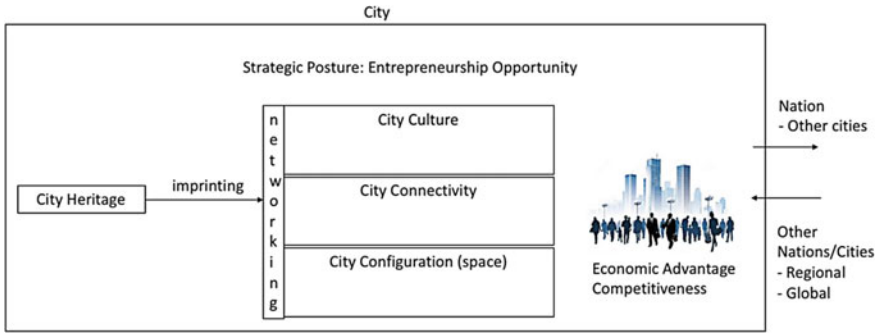 City
Strategic Posture: Entrepreneurship Opportunity
City Heritage
imprinting
networking
City Culture
City Connectivity
City Configuration (space)
Economic Advantage
Competitiveness
Nation
- Other cities
Other
Nations/Cities
- Regional
- Global